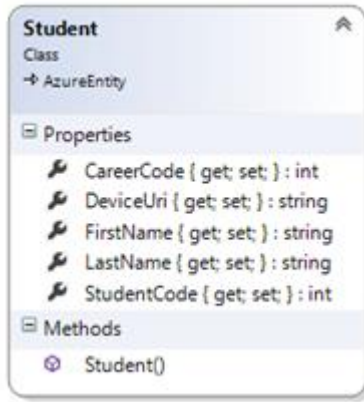 Student
Class
AzureEntity
Properties
CareerCode { get; set; } : int
DeviceUri { get; set; } : string
FirstName { get; set; } : string
LastName { get; set; } : string
StudentCode { get; set; } : int
Methods
Student()